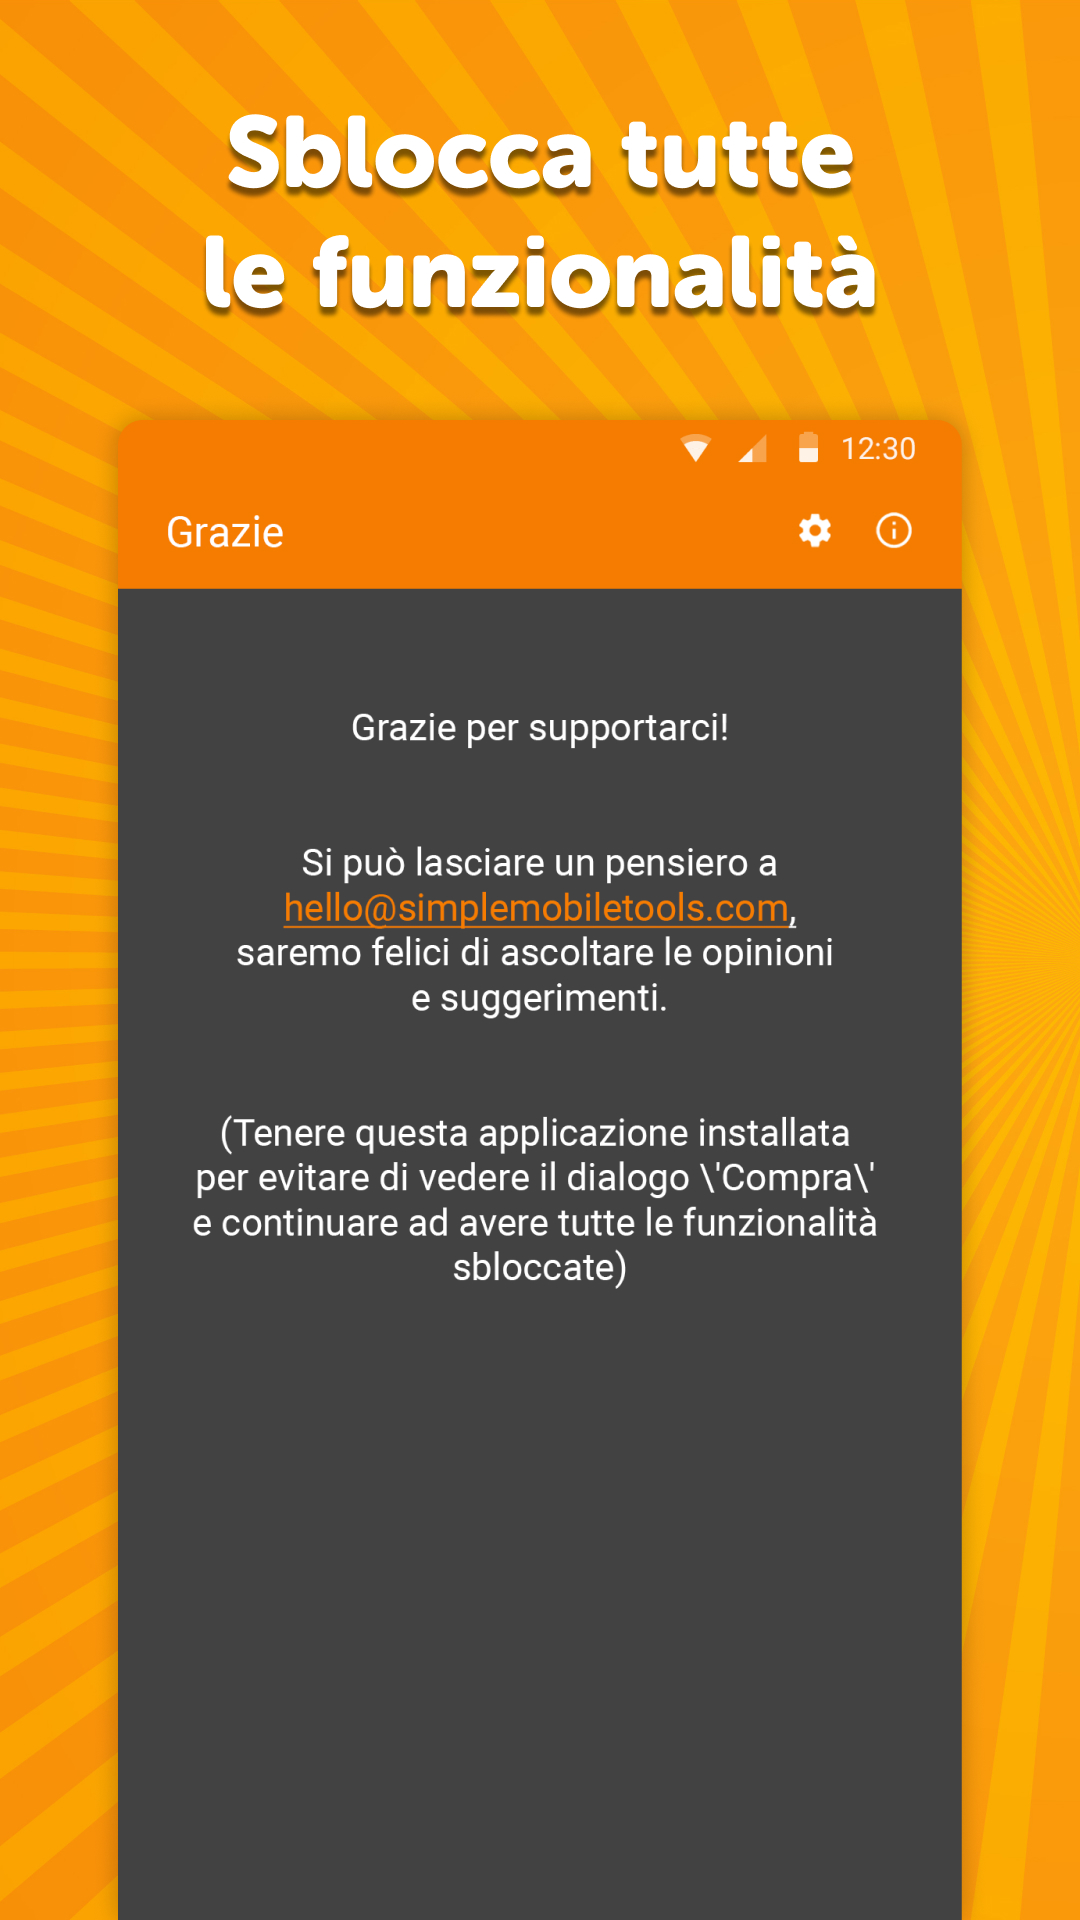 Sblocca tutte
le funzionalità
12:30
Grazie
Grazie per supportarci!
Si può lasciare un pensiero a
hello@simplemobiletools.com,
saremo felici di ascoltare le opinioni
e suggerimenti.
(Tenere questa applicazione installata
per evitare di vedere il dialogo \'Compra\'
e continuare ad avere tutte le funzionalità
sbloccate)